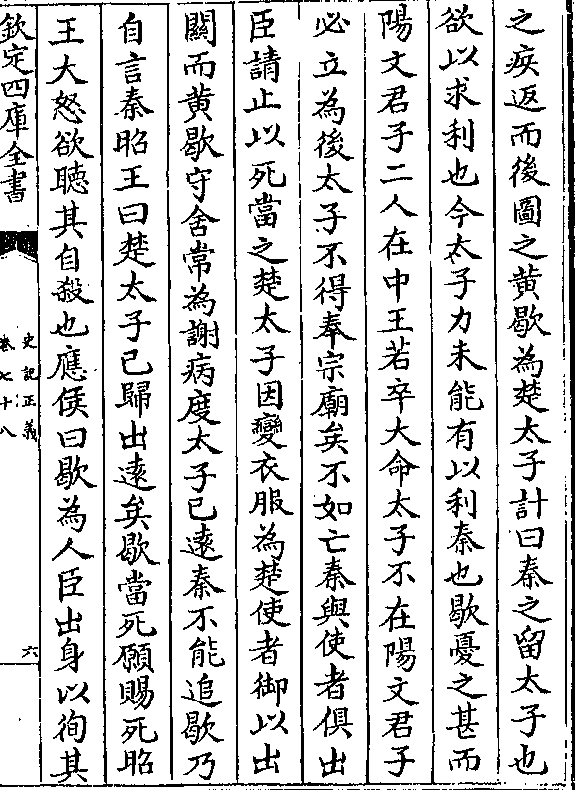 之疾返而後圖之黄歇為楚太子計曰秦之留太子也
欲以求利也今太子力未能有以利秦也歇憂之甚而
陽文君子二人在中王若卒大命太子不在陽文君子
必立為後太子不得奉宗廟矣不如亡秦與使者俱出
臣請止以死當之楚太子因變衣服為楚使者御以出
關而黄歇守舍常為謝病度太子已遠秦不能追歇乃
自言秦昭王曰楚太子已歸出遠矣歇當死願賜死昭
王大怒欲聽其自殺也應侯曰歇為人臣出身以徇其
欽定四庫全書
史記正義
卷七十八
六